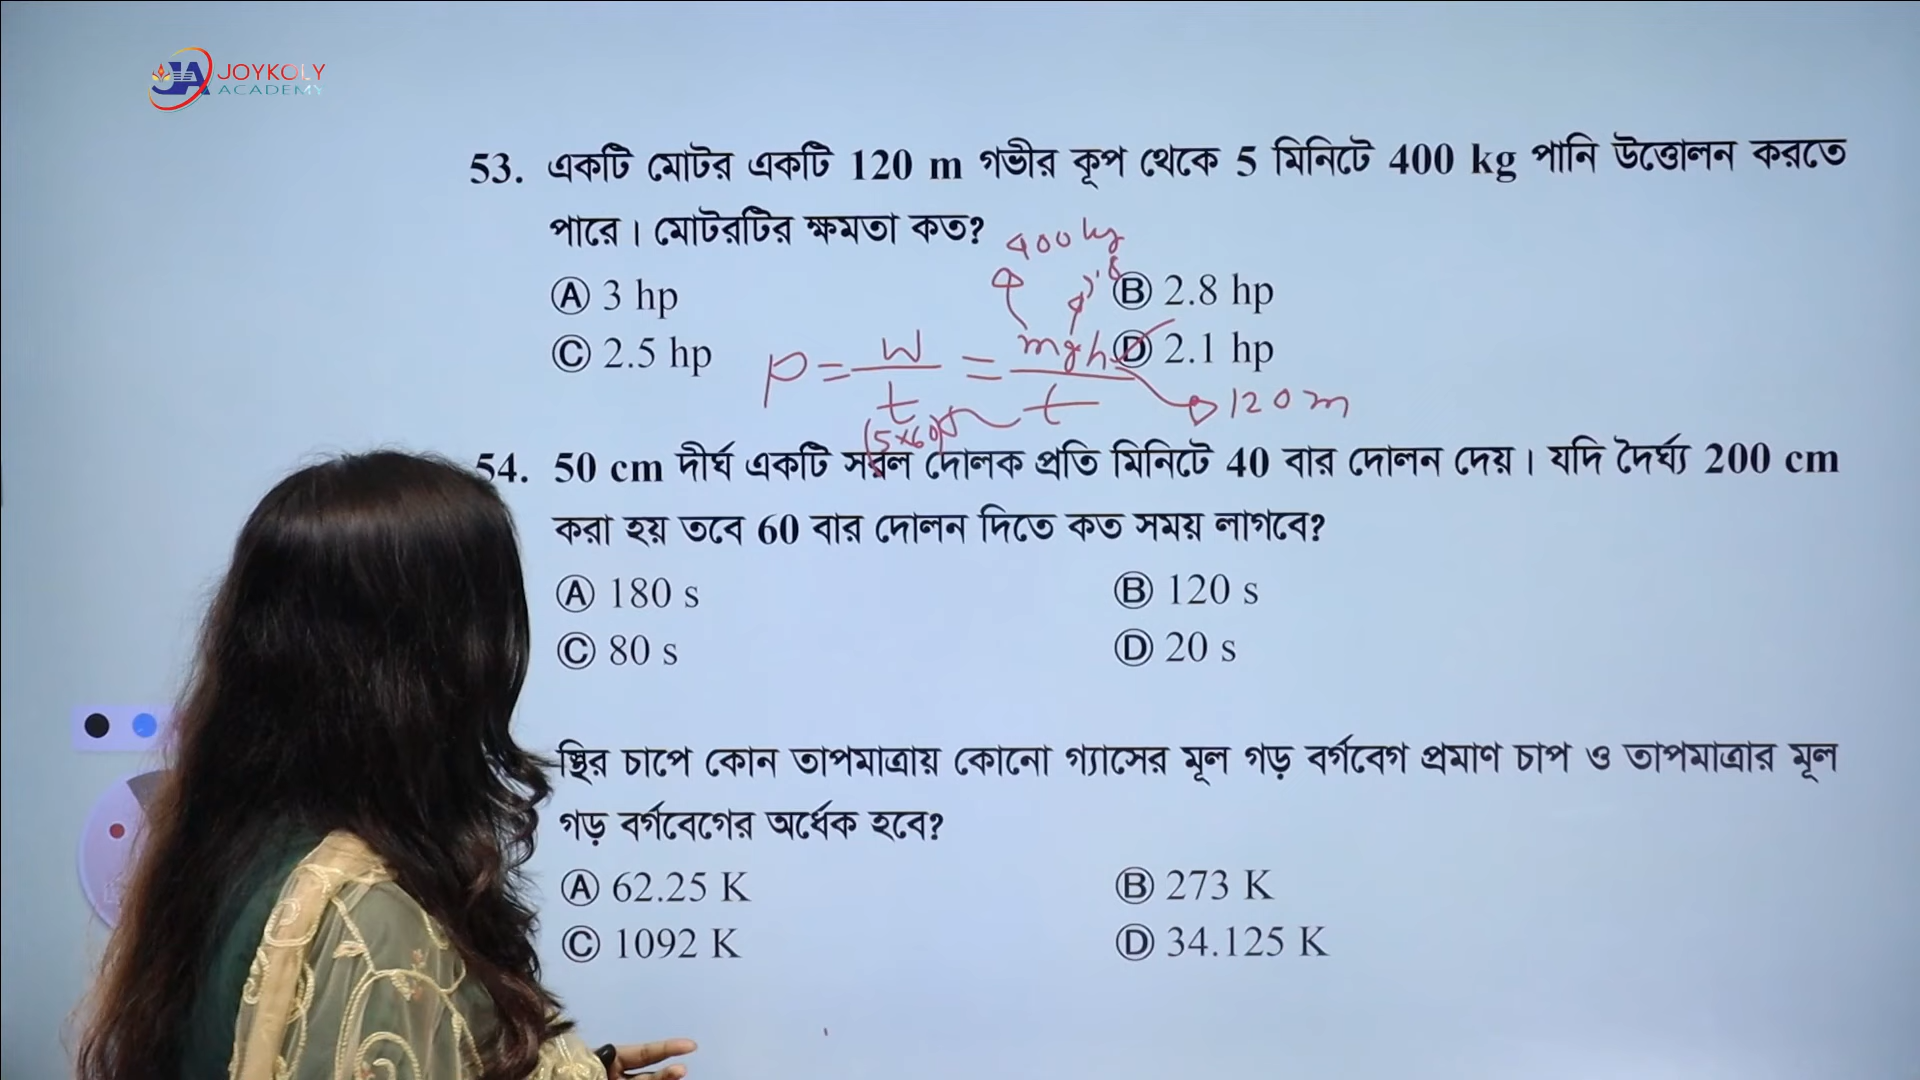 JOYKOLY
ACADEMY
53. একটি মোটর একটি 120 m গভীর কূপ থেকে 5 মিনিটে 400 kg পানি উত্তোলন করতে
পারে। মোটরটির ক্ষমতা কত?
400 kg
Ⓐ 3 hp
Ⓑ 2.8 hp
Ⓒ 2.5 hp
Ⓓ 2.1 hp
P = W/t = mgh/t
120 m
(5×60)
54. 50 cm দীর্ঘ একটি সরল দোলক প্রতি মিনিটে 40 বার দোলন দেয়। যদি দৈর্ঘ্য 200 cm
করা হয় তবে 60 বার দোলন দিতে কত সময় লাগবে?
Ⓐ 180 s
Ⓑ 120 s
Ⓒ 80 s
Ⓓ 20 s
স্থির চাপে কোন তাপমাত্রায় কোনো গ্যাসের মূল গড় বর্গবেগ প্রমাণ চাপ ও তাপমাত্রার মূল
গড় বর্গবেগের অর্ধেক হবে?
Ⓐ 62.25 K
Ⓑ 273 K
Ⓒ 1092 K
Ⓓ 34.125 K